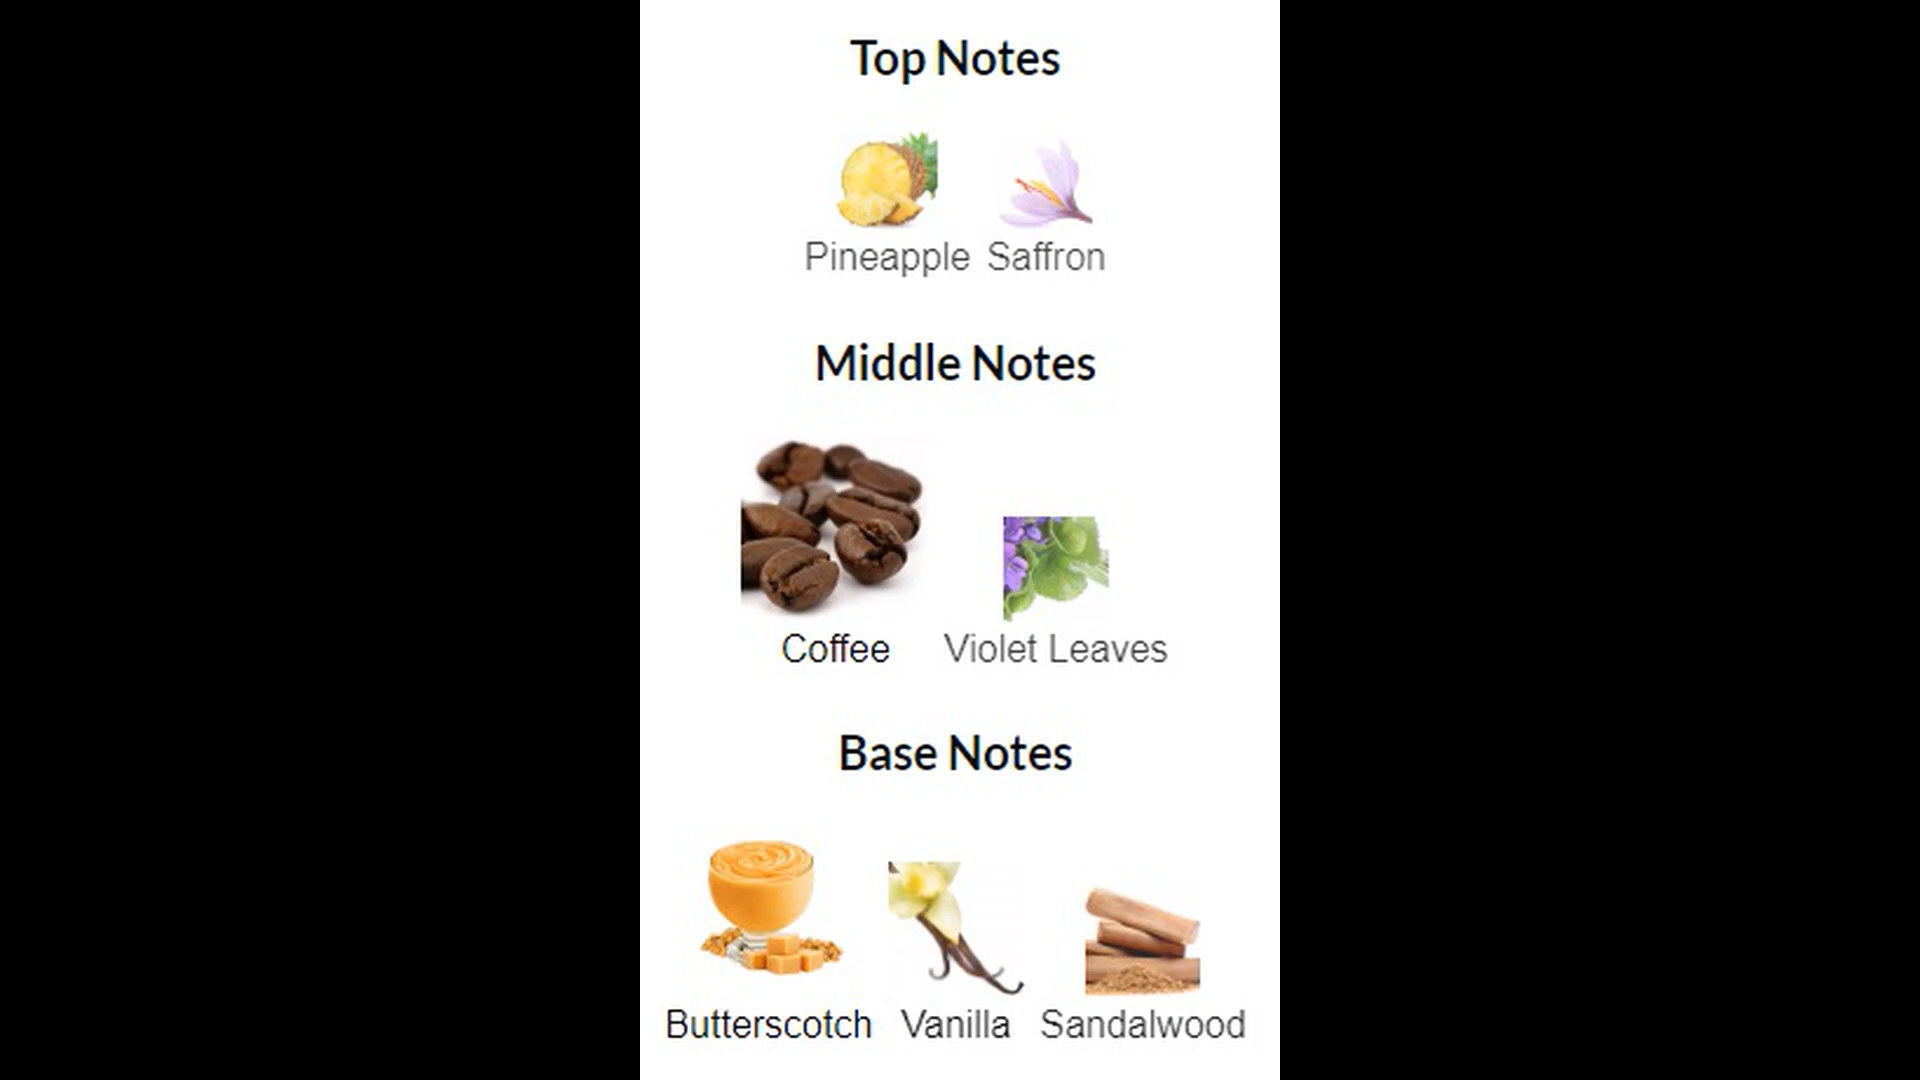 Top Notes
Pineapple Saffron
Middle Notes
Coffee Violet Leaves
Base Notes
Butterscotch Vanilla Sandalwood